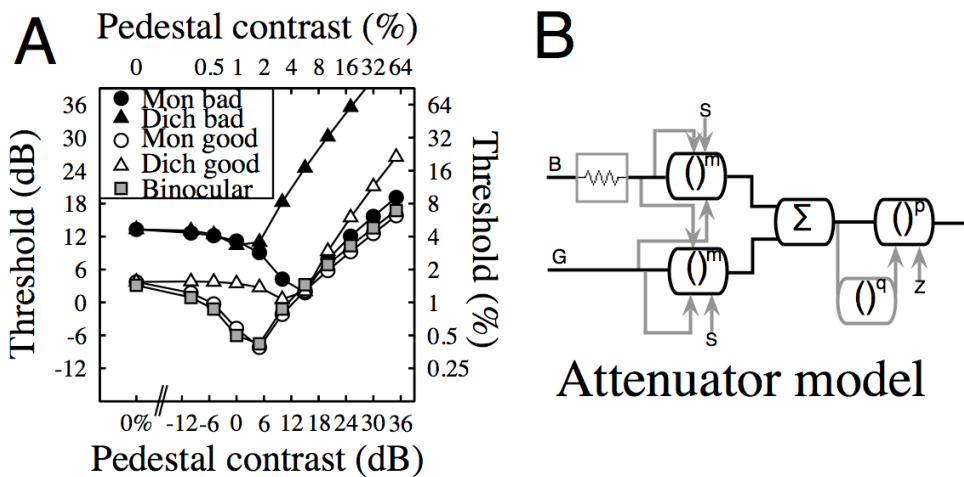 A
Pedestal contrast (%)
0 0.5 1 2 4 8 16 32 64
Mon bad
Dich bad
Mon good
Dich good
Binocular
Threshold (dB)
36
30
24
18
12
6
0
-6
-12
Threshold (%)
64
32
16
8
4
2
1
0.5
0.25
0% -12 -6 0 6 12 18 24 30 36
Pedestal contrast (dB)
B
s
B
()m
Σ
()p
G
()m
()q
z
s
Attenuator model